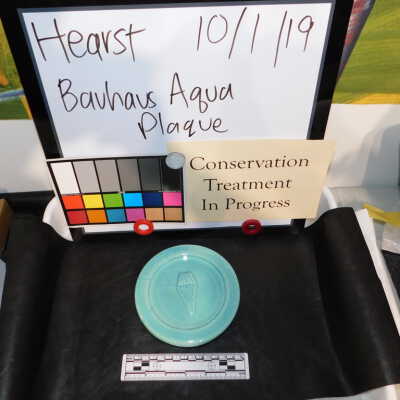 Hearst 10/1/19
Bauhaus Aqua
Plaque
Conservation
Treatment
In Progress